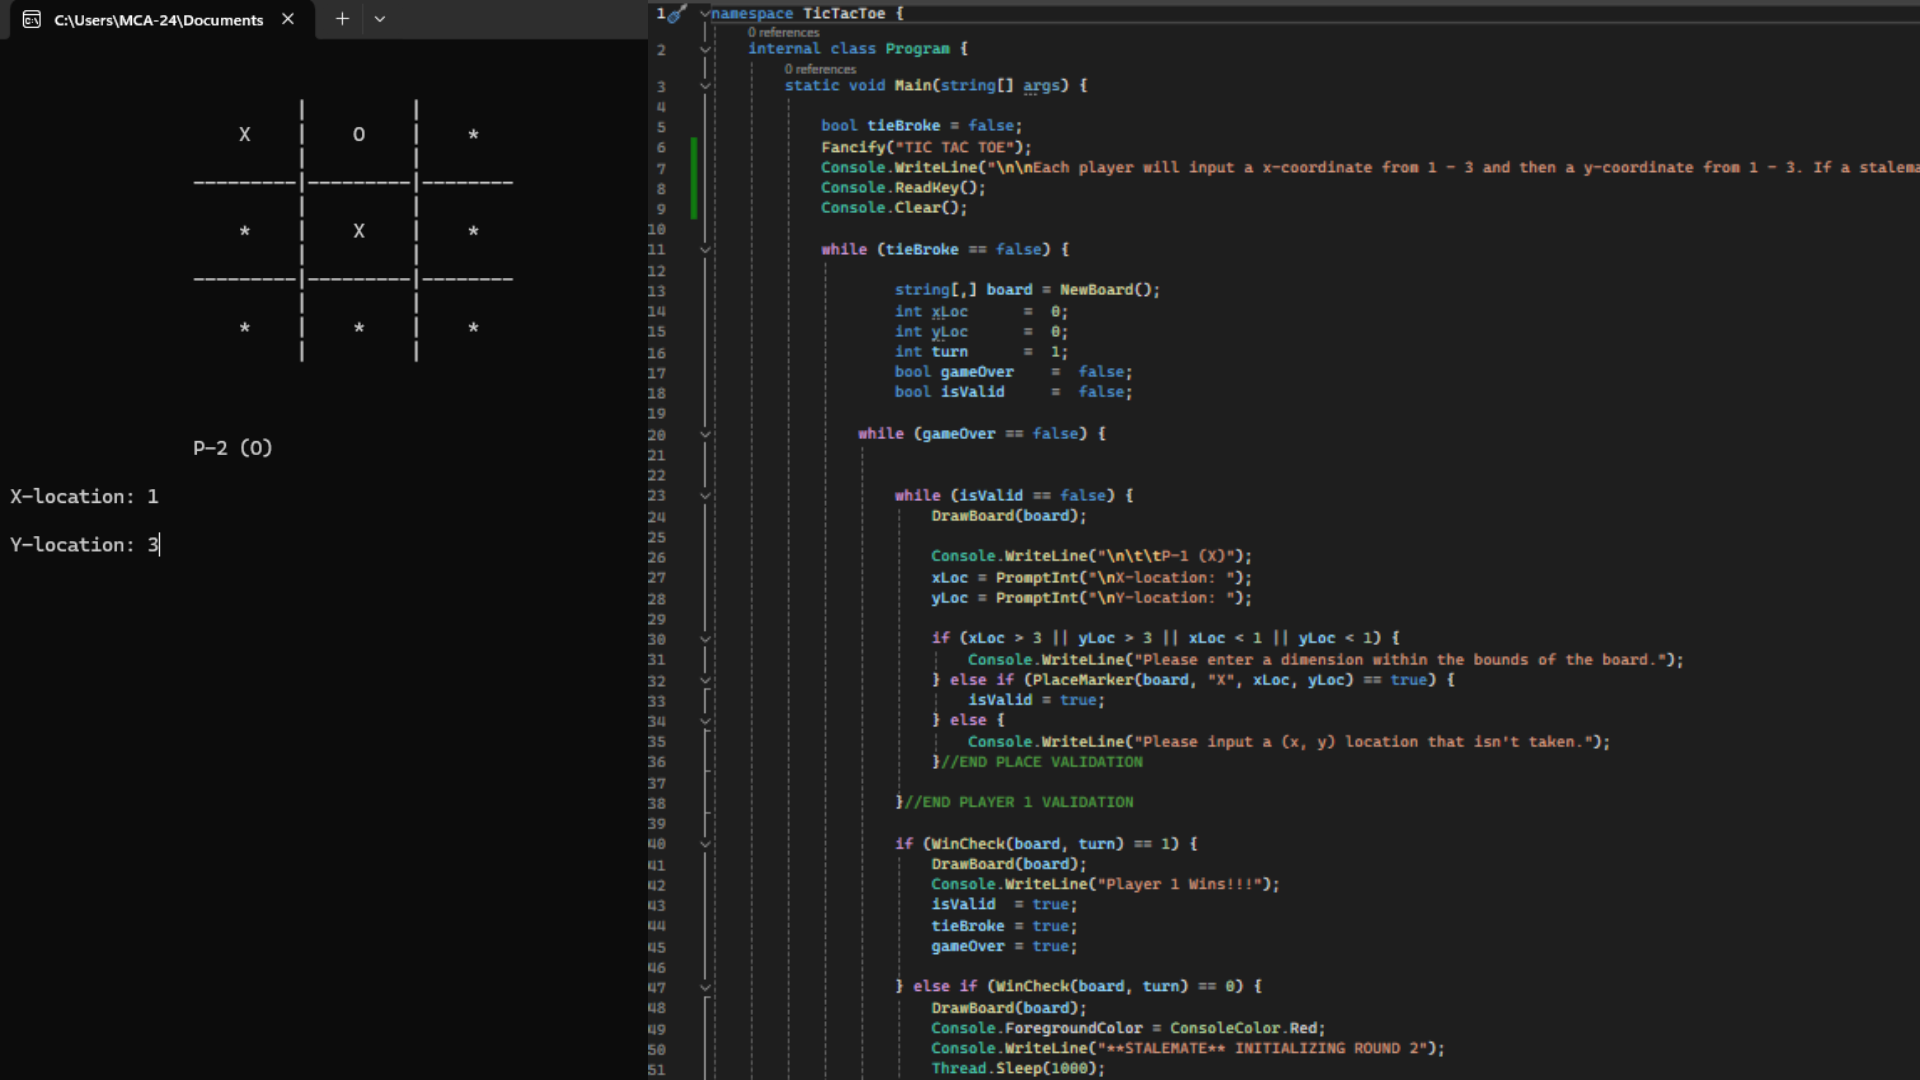 C:\Users\MCA-24\Documents
X O *
* X *
* * *
P-2 (O)
X-location: 1
Y-location: 3
1 namespace TicTacToe {
0 references
2 internal class Program {
0 references
3 static void Main(string[] args) {
4
5 bool tieBroke = false;
6 Fancify("TIC TAC TOE");
7 Console.WriteLine("\n\nEach player will input a x-coordinate from 1 - 3 and then a y-coordinate from 1 - 3. If a stalema
8 Console.ReadKey();
9 Console.Clear();
10
11 while (tieBroke == false) {
12
13 string[,] board = NewBoard();
14 int xLoc = 0;
15 int yLoc = 0;
16 int turn = 1;
17 bool gameOver = false;
18 bool isValid = false;
19
20 while (gameOver == false) {
21
22
23 while (isValid == false) {
24 DrawBoard(board);
25
26 Console.WriteLine("\n\t\tP-1 (X)");
27 xLoc = PromptInt("\nX-location: ");
28 yLoc = PromptInt("\nY-location: ");
29
30 if (xLoc > 3 || yLoc > 3 || xLoc < 1 || yLoc < 1) {
31 Console.WriteLine("Please enter a dimension within the bounds of the board.");
32 } else if (PlaceMarker(board, "X", xLoc, yLoc) == true) {
33 isValid = true;
34 } else {
35 Console.WriteLine("Please input a (x, y) location that isn't taken.");
36 }//END PLACE VALIDATION
37
38 }//END PLAYER 1 VALIDATION
39
40 if (WinCheck(board, turn) == 1) {
41 DrawBoard(board);
42 Console.WriteLine("Player 1 Wins!!!");
43 isValid = true;
44 tieBroke = true;
45 gameOver = true;
46
47 } else if (WinCheck(board, turn) == 0) {
48 DrawBoard(board);
49 Console.ForegroundColor = ConsoleColor.Red;
50 Console.WriteLine("**STALEMATE** INITIALIZING ROUND 2");
51 Thread.Sleep(1000);